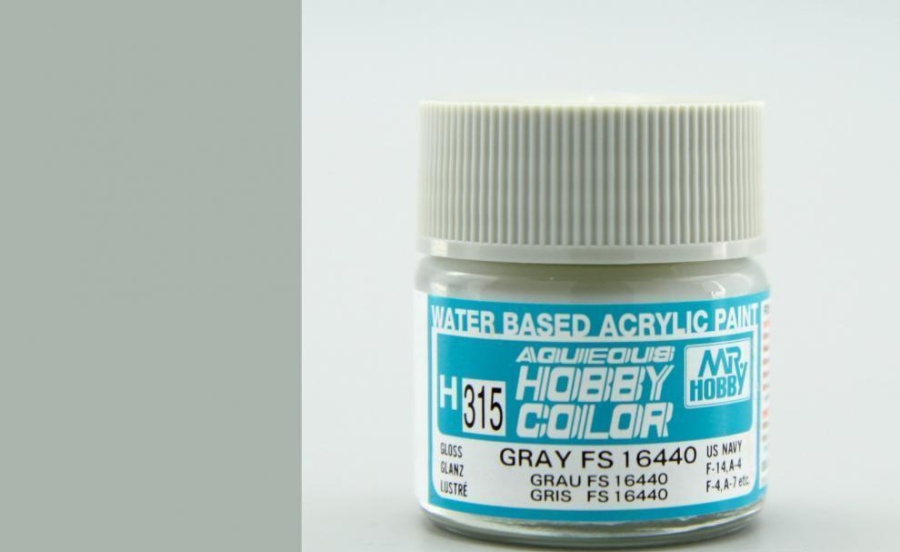 WATER BASED ACRYLIC PAINT
AQUEOUS
HOBBY
COLOR
H 315
MR
HOBBY
GLOSS
GLANZ
LUSTRÉ
GRAY FS 16440
GRAU FS 16440
GRIS FS 16440
US NAVY
F-14,A-4
F-4,A-7 etc.